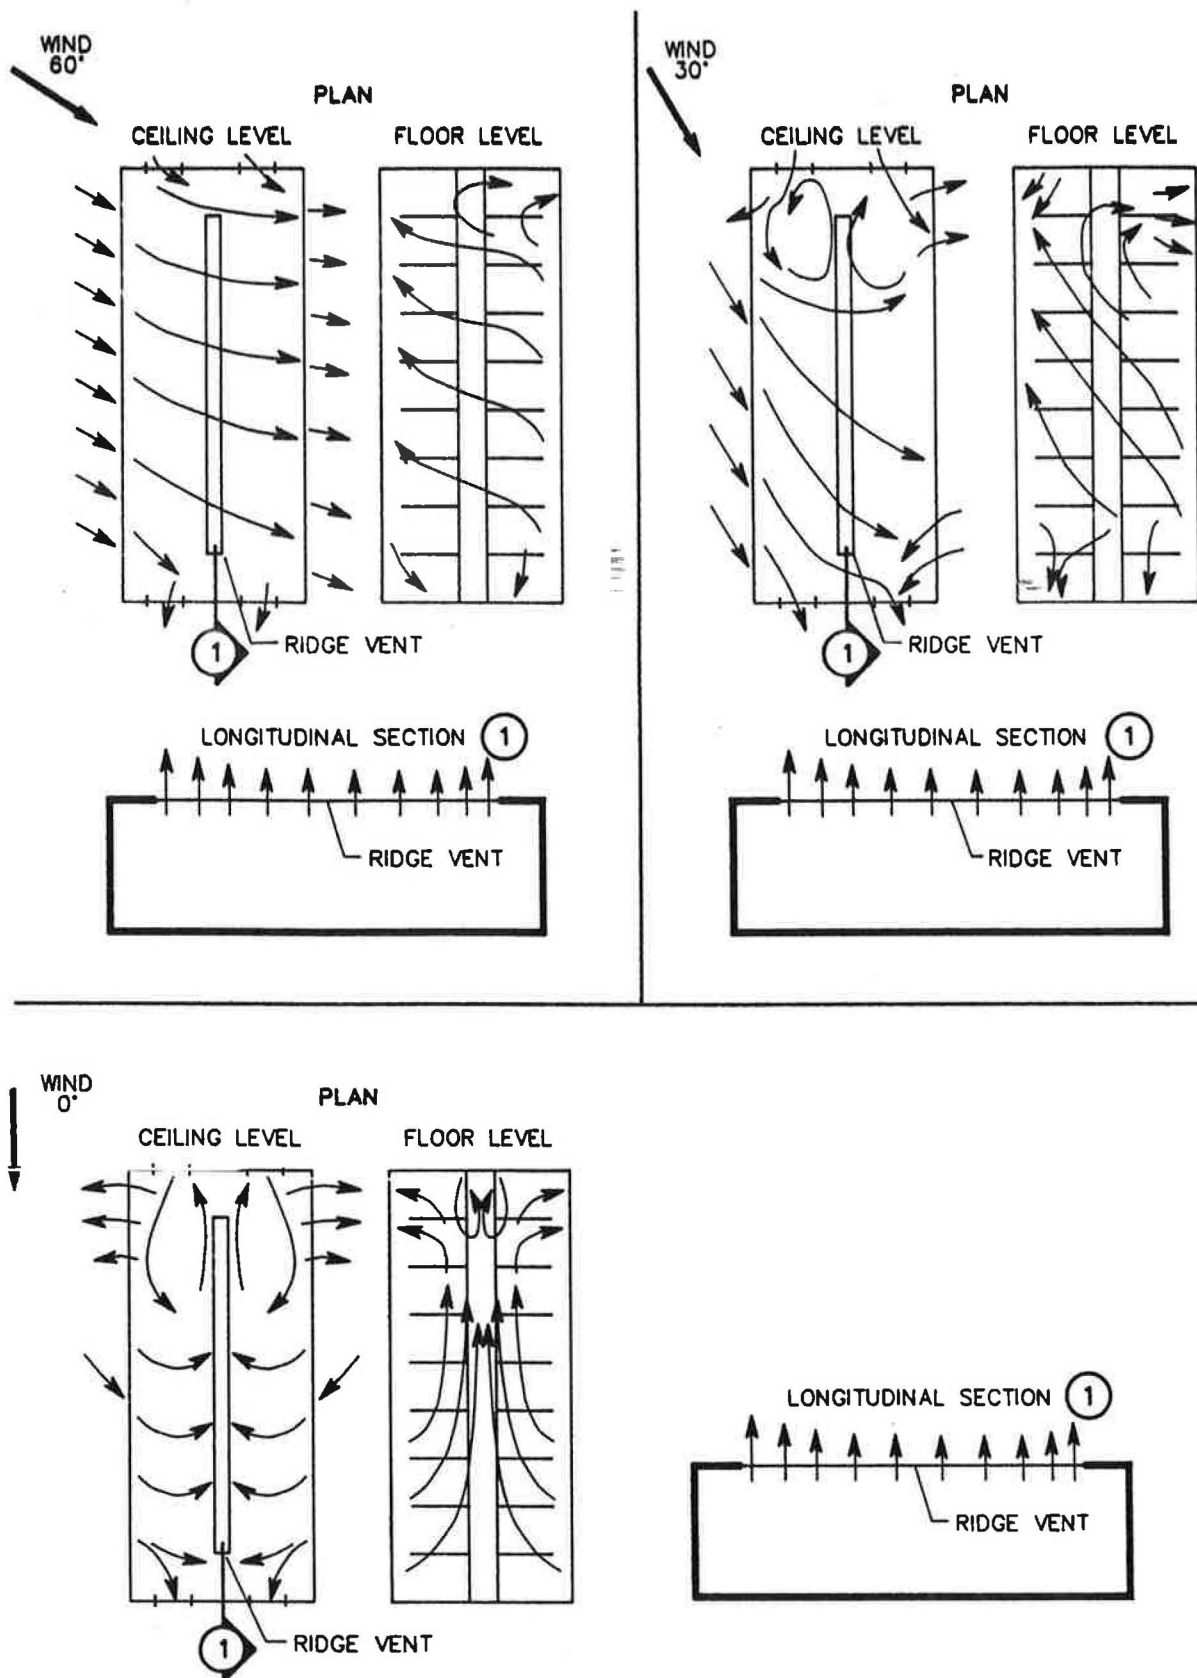 WIND
60°
PLAN
CEILING LEVEL
FLOOR LEVEL
1
RIDGE VENT
LONGITUDINAL SECTION 1
RIDGE VENT
WIND
30°
PLAN
CEILING LEVEL
FLOOR LEVEL
1
RIDGE VENT
LONGITUDINAL SECTION 1
RIDGE VENT
WIND
0°
PLAN
CEILING LEVEL
FLOOR LEVEL
1
RIDGE VENT
LONGITUDINAL SECTION 1
RIDGE VENT